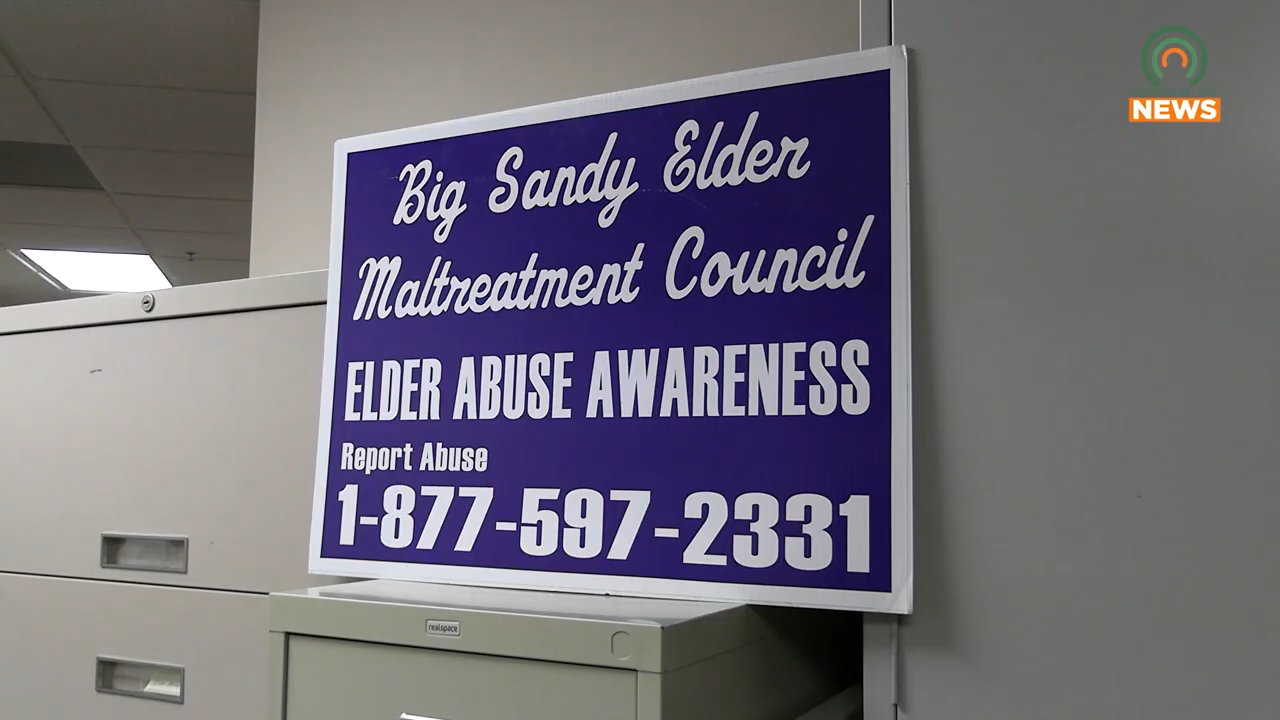 NEWS
Big Sandy Elder
Maltreatment Council
ELDER ABUSE AWARENESS
Report Abuse
1-877-597-2331
realspace